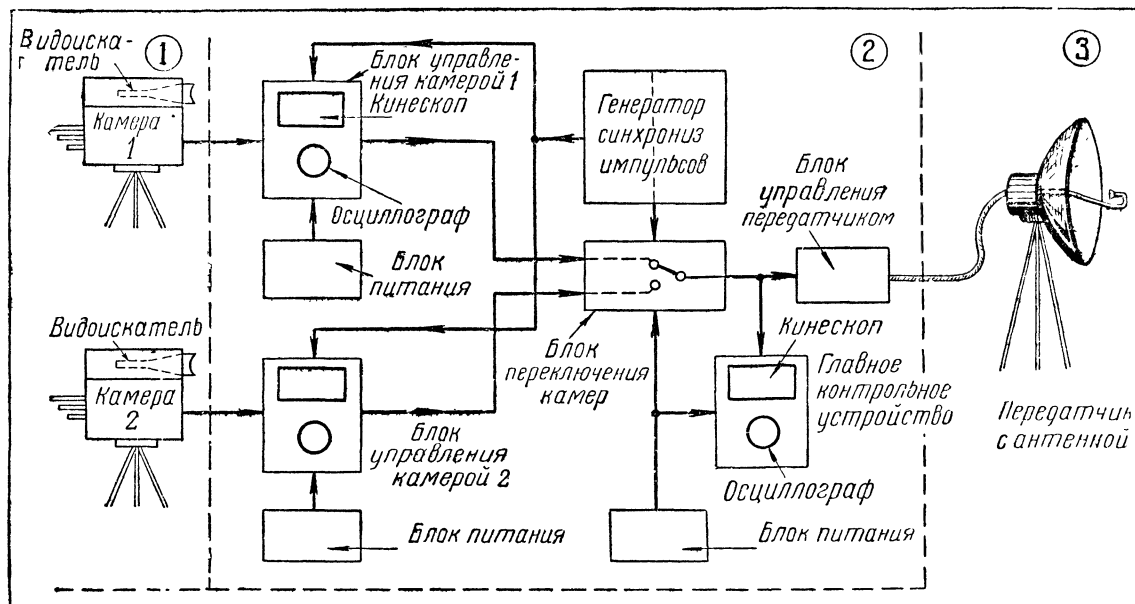 Видоиска-
тель
1
Камера
1
Блок управле-
ния камерой 1
Кинескоп
Осциллограф
Блок
питания
Генератор
синхрониз
импульсов
2
3
Блок
управления
передатчиком
Видоискатель
Камера
2
Блок
переключения
камер
Кинескоп
Главное
контрольное
устройство
Блок
управления
камерой 2
Осциллограф
Передатчик
с антенной
Блок питания
Блок питания